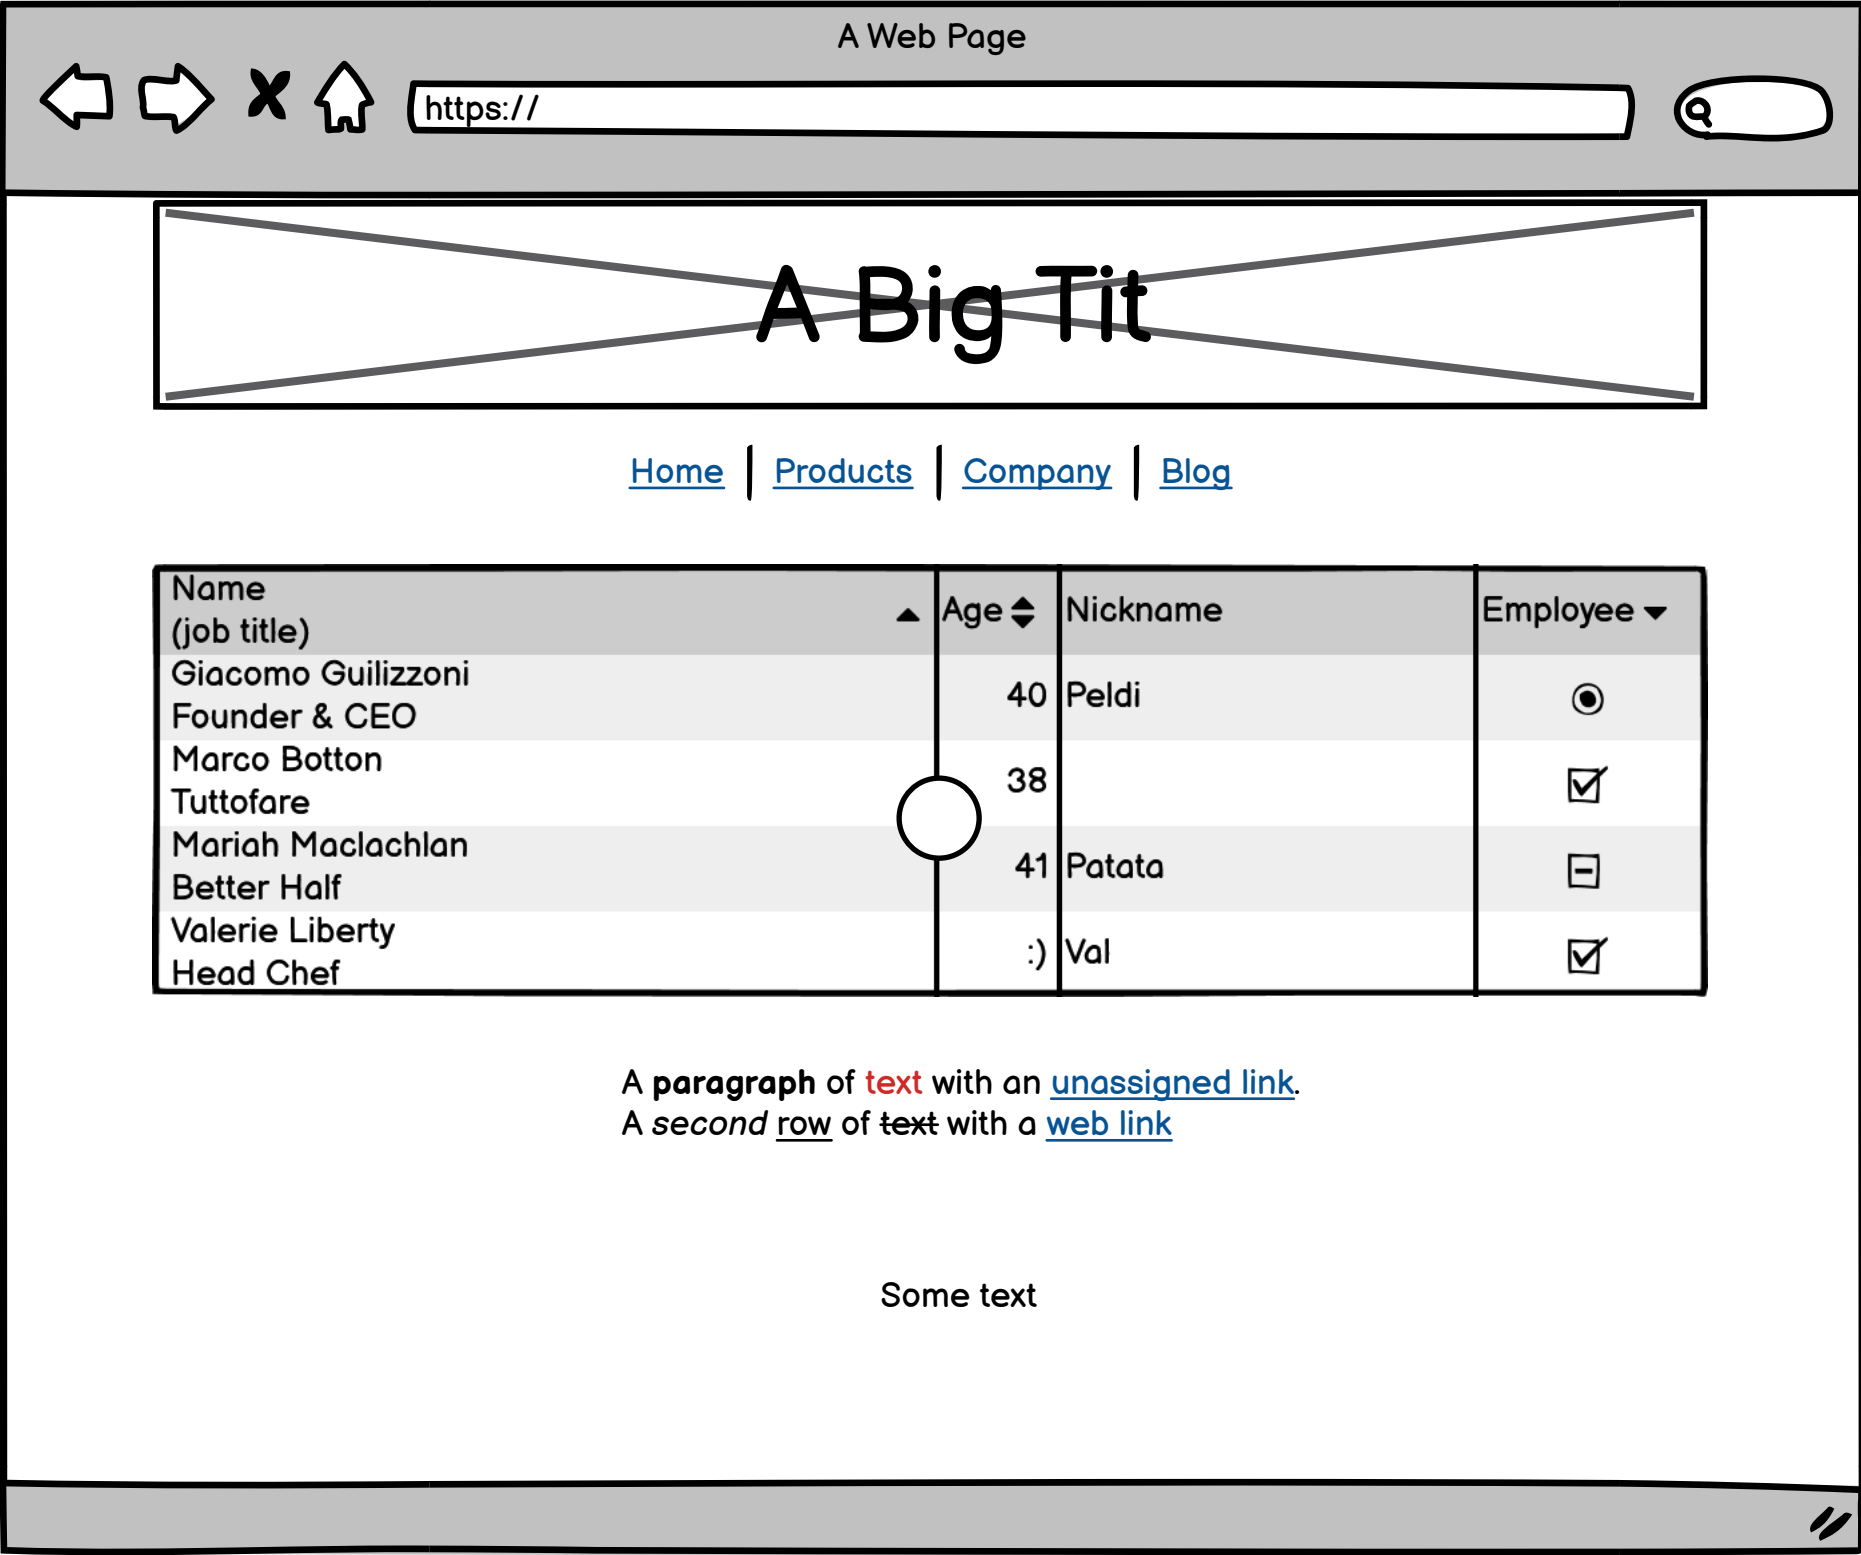 A Web Page
https://
A Big Tit
Home Products Company Blog
Name
(job title)
Age Nickname Employee
Giacomo Guilizzoni
Founder & CEO
40 Peldi
Marco Botton
Tuttofare
38
Mariah Maclachlan
Better Half
41 Patata
Valerie Liberty
Head Chef
:) Val
A paragraph of text with an unassigned link.
A second row of text with a web link
Some text